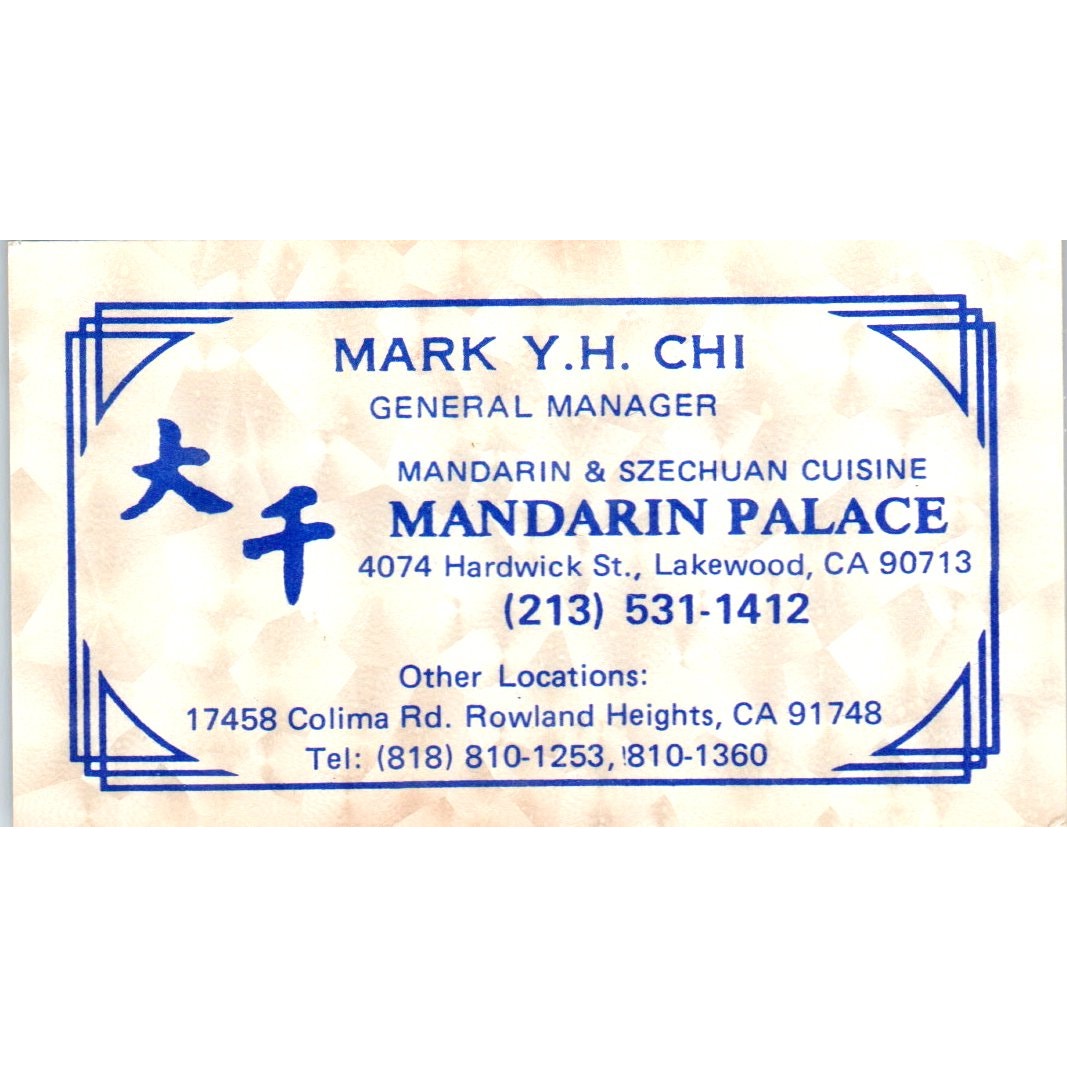 MARK Y.H. CHI
GENERAL MANAGER
大千
MANDARIN & SZECHUAN CUISINE
MANDARIN PALACE
4074 Hardwick St., Lakewood, CA 90713
(213) 531-1412
Other Locations:
17458 Colima Rd. Rowland Heights, CA 91748
Tel: (818) 810-1253, 810-1360